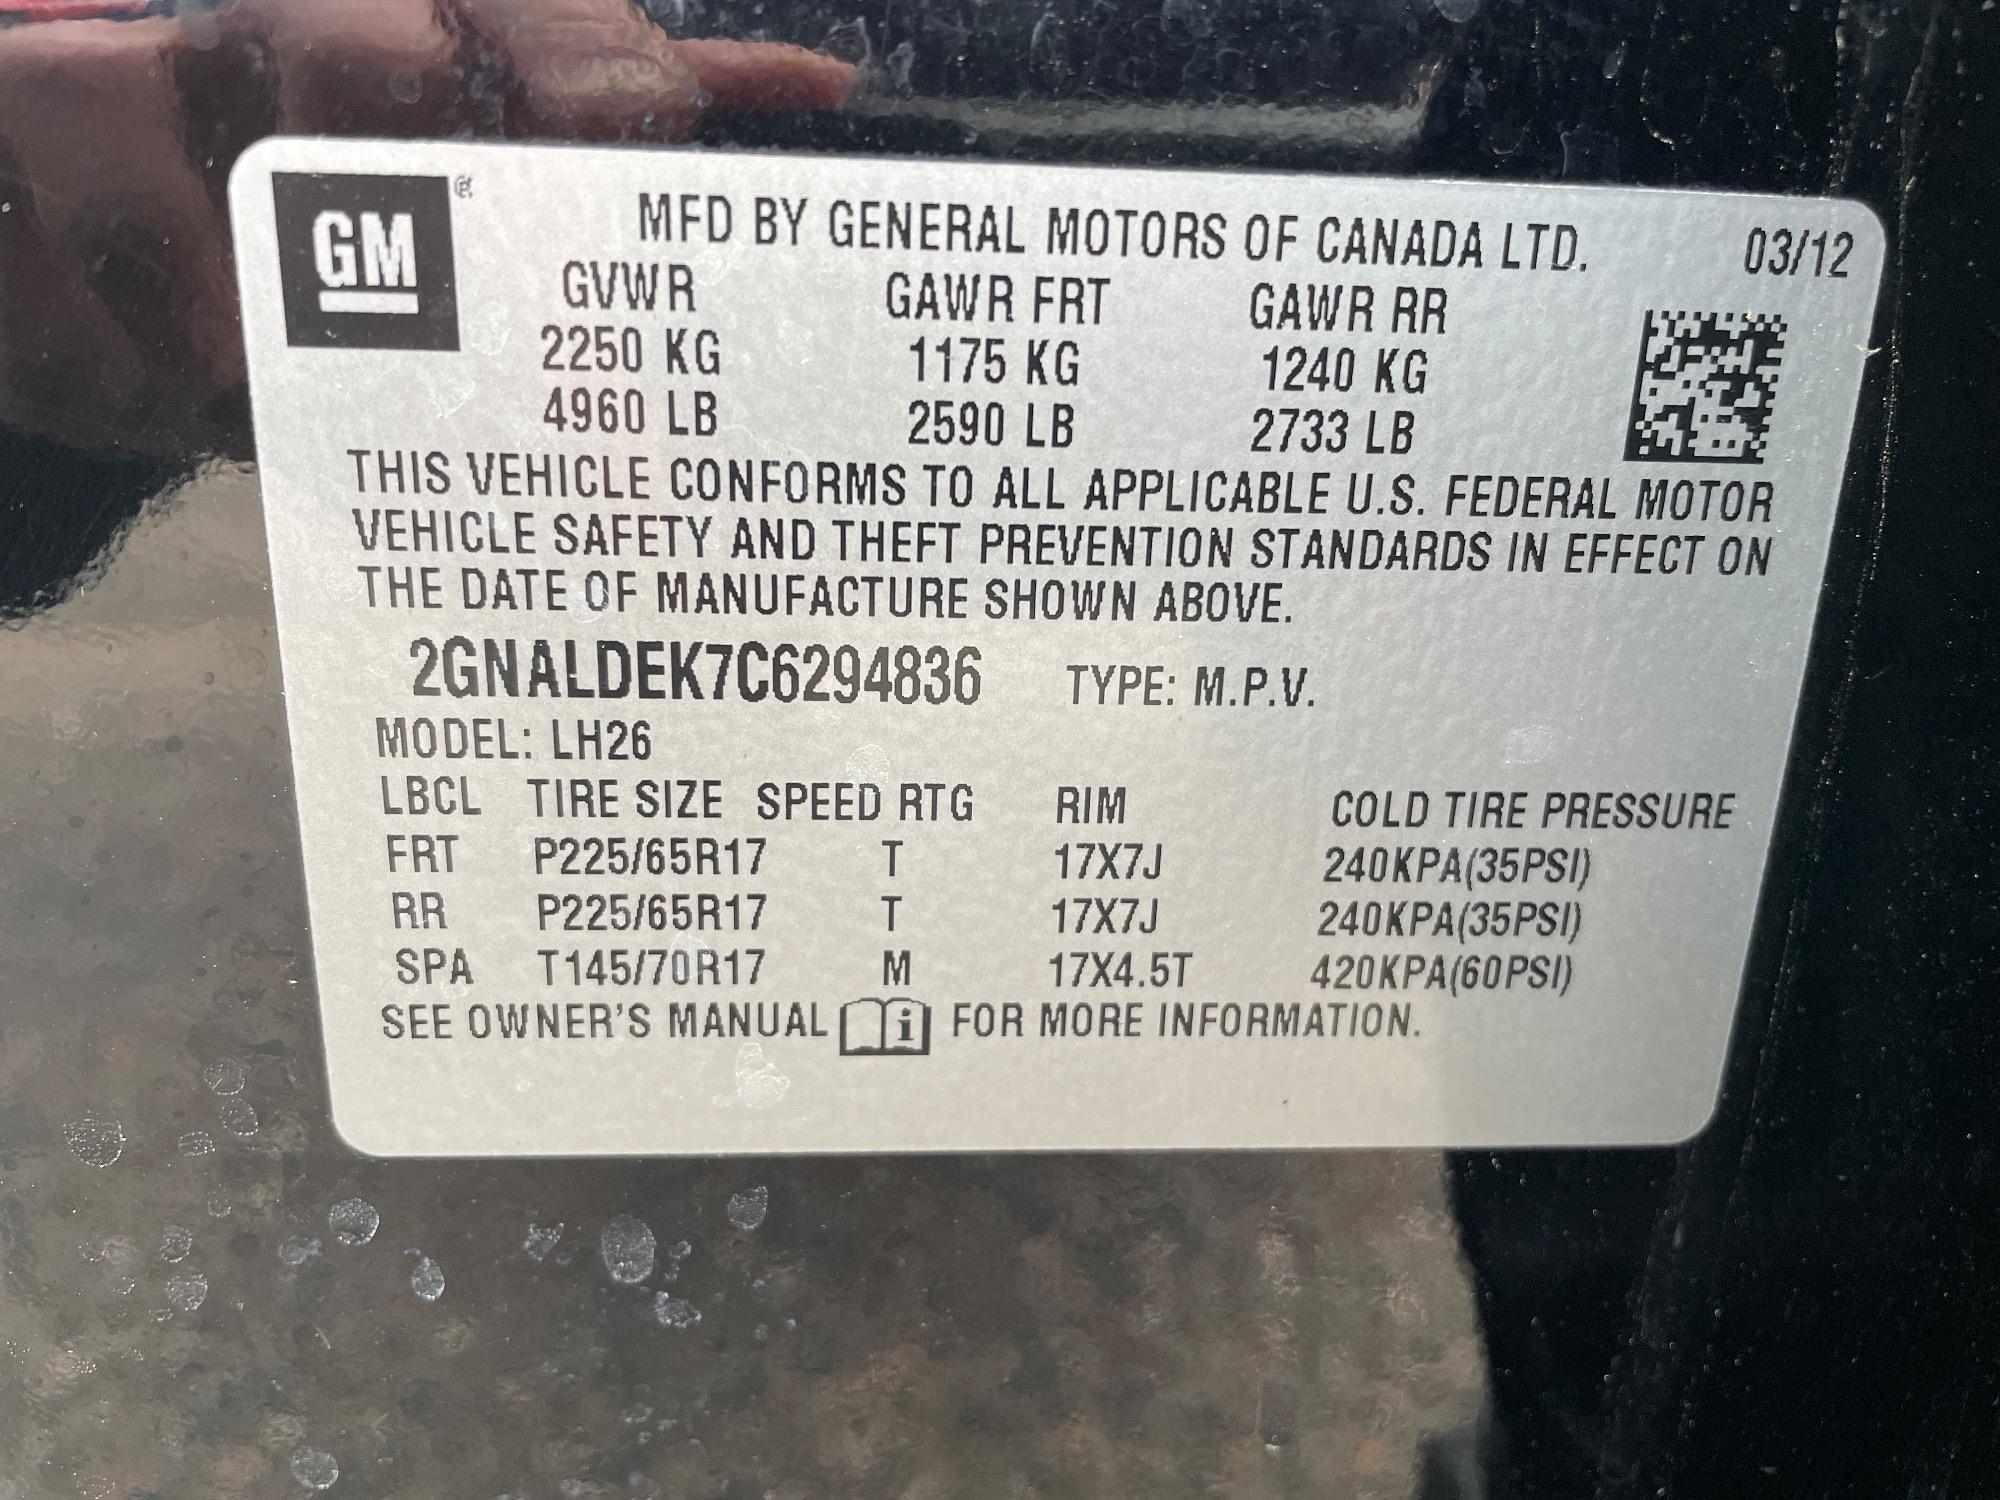 GM
MFD BY GENERAL MOTORS OF CANADA LTD. 03/12
GVWR GAWR FRT GAWR RR
2250 KG 1175 KG 1240 KG
4960 LB 2590 LB 2733 LB
THIS VEHICLE CONFORMS TO ALL APPLICABLE U.S. FEDERAL MOTOR
VEHICLE SAFETY AND THEFT PREVENTION STANDARDS IN EFFECT ON
THE DATE OF MANUFACTURE SHOWN ABOVE.
2GNALDEK7C6294836 TYPE: M.P.V.
MODEL: LH26
LBCL TIRE SIZE SPEED RTG RIM COLD TIRE PRESSURE
FRT P225/65R17 T 17X7J 240KPA(35PSI)
RR P225/65R17 T 17X7J 240KPA(35PSI)
SPA T145/70R17 M 17X4.5T 420KPA(60PSI)
SEE OWNER'S MANUAL i FOR MORE INFORMATION.